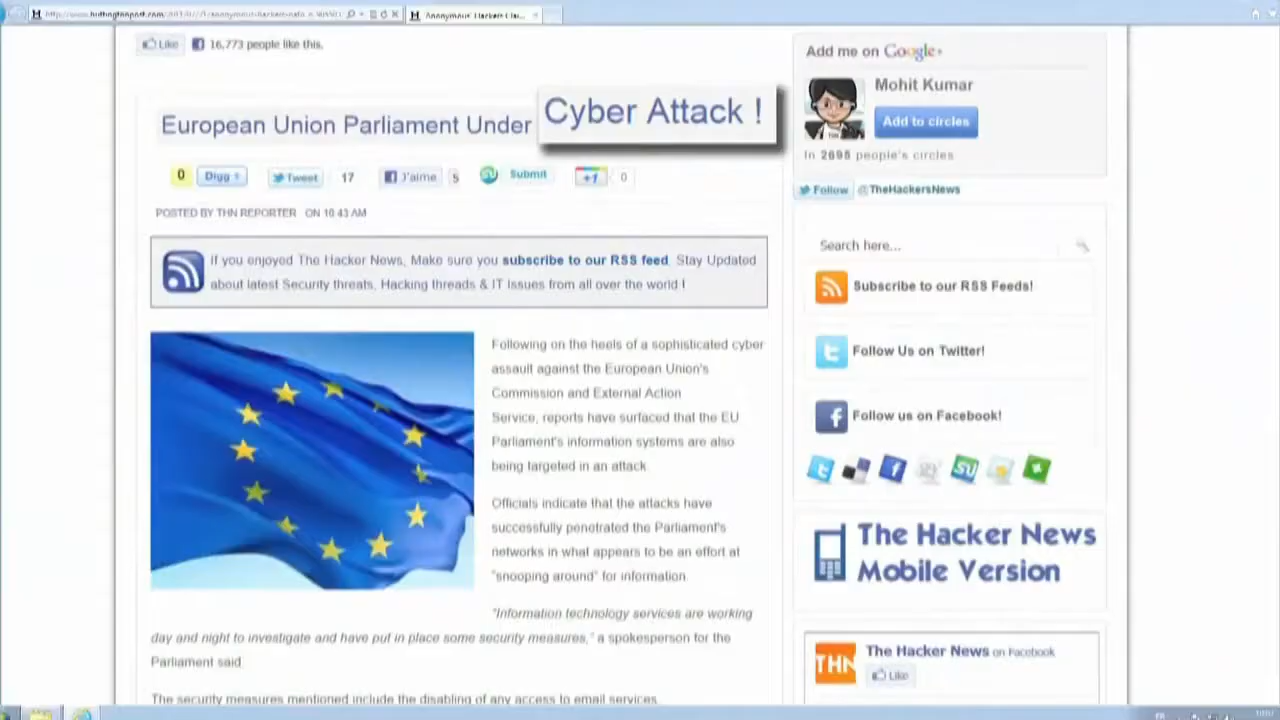 Like 16,773 people like this.
European Union Parliament Under Cyber Attack !
0 Digg Tweet 17 J'aime 5 Submit +1 0
POSTED BY THN REPORTER ON 10:43 AM
If you enjoyed The Hacker News, Make sure you subscribe to our RSS feed. Stay Updated
about latest Security threats, Hacking threads & IT Issues from all over the world !
Following on the heels of a sophisticated cyber
assault against the European Union's
Commission and External Action
Service, reports have surfaced that the EU
Parliament's information systems are also
being targeted in an attack
Officials indicate that the attacks have
successfully penetrated the Parliament's
networks in what appears to be an effort at
"snooping around" for information
"Information technology services are working
day and night to investigate and have put in place some security measures," a spokesperson for the
Parliament said
The security measures mentioned include the disabling of any access to email services
Add me on Google+
Mohit Kumar
Add to circles
In 2695 people's circles
Follow @TheHackersNews
Search here...
Subscribe to our RSS Feeds!
Follow Us on Twitter!
Follow us on Facebook!
The Hacker News
Mobile Version
THN The Hacker News on Facebook
Like
FR